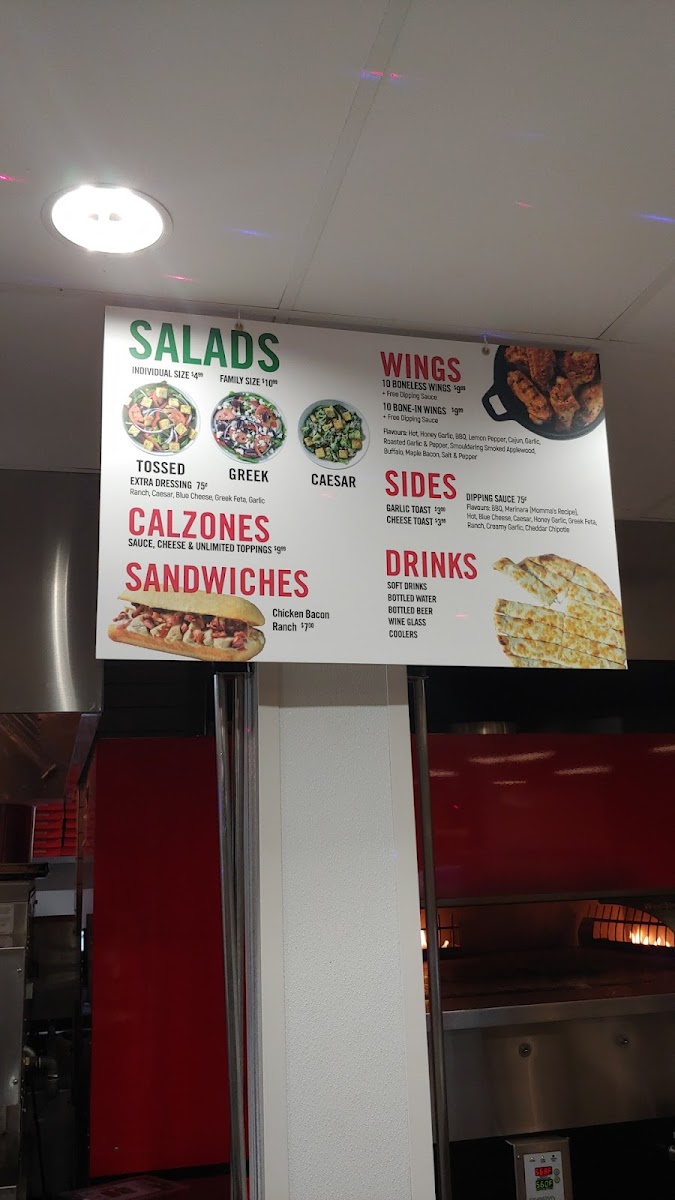 SALADS
INDIVIDUAL SIZE $4.99 FAMILY SIZE $10.99
TOSSED
GREEK
CAESAR
EXTRA DRESSING 75¢
Ranch, Caesar, Blue Cheese, Greek Feta, Garlic
CALZONES
SAUCE, CHEESE & UNLIMITED TOPPINGS $9.99
SANDWICHES
Chicken Bacon
Ranch $7.00
WINGS
10 BONELESS WINGS $9.99
+ Free Dipping Sauce
10 BONE-IN WINGS $9.99
+ Free Dipping Sauce
Flavours: Hot, Honey Garlic, BBQ, Lemon Pepper, Cajun, Garlic,
Roasted Garlic & Pepper, Smouldering Smoked Applewood,
Buffalo, Maple Bacon, Salt & Pepper
SIDES
GARLIC TOAST $3.00
CHEESE TOAST $3.99
DIPPING SAUCE 75¢
Flavours: BBQ, Marinara (Momma's Recipe),
Hot, Blue Cheese, Caesar, Honey Garlic, Greek Feta,
Ranch, Creamy Garlic, Cheddar Chipotle
DRINKS
SOFT DRINKS
BOTTLED WATER
BOTTLED BEER
WINE GLASS
COOLERS